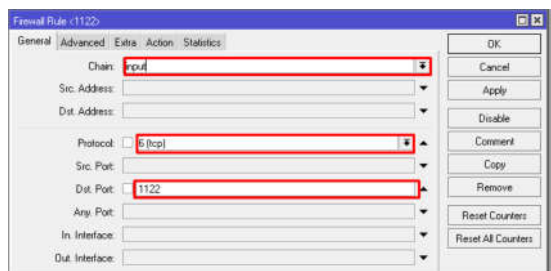 Firewall Rule <1122>
General Advanced Extra Action Statistics
OK
Chain: input
Cancel
Src. Address:
Apply
Dst. Address:
Disable
Protocol: 6 (tcp)
Comment
Src. Port:
Copy
Dst. Port: 1122
Remove
Any. Port:
Reset Counters
In. Interface:
Reset All Counters
Out. Interface: